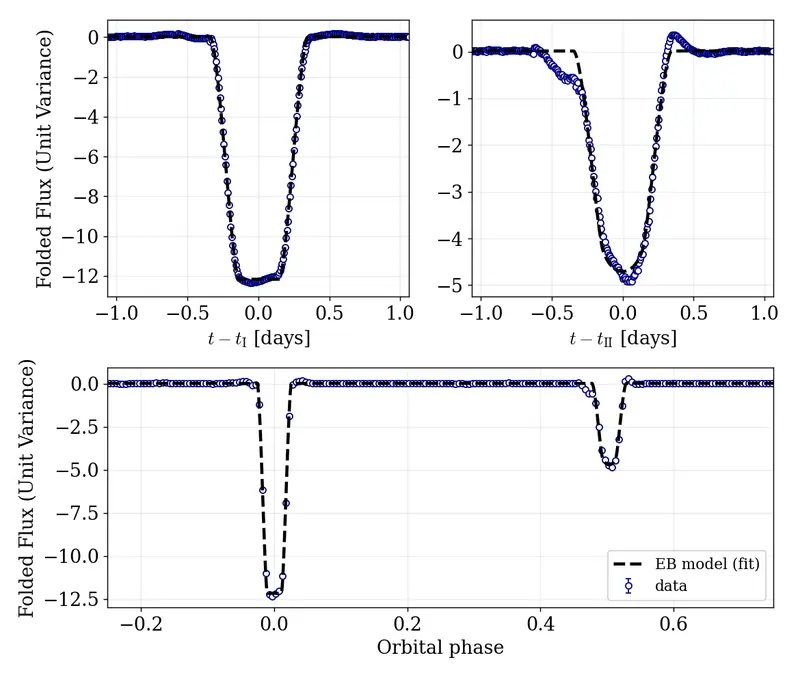 Folded Flux (Unit Variance)
0
−2
−4
−6
−8
−10
−12
−1.0 −0.5 0.0 0.5 1.0
t − tI [days]
0
−1
−2
−3
−4
−5
−1.0 −0.5 0.0 0.5 1.0
t − tII [days]
Folded Flux (Unit Variance)
0.0
−2.5
−5.0
−7.5
−10.0
−12.5
−0.2 0.0 0.2 0.4 0.6
Orbital phase
EB model (fit)
data